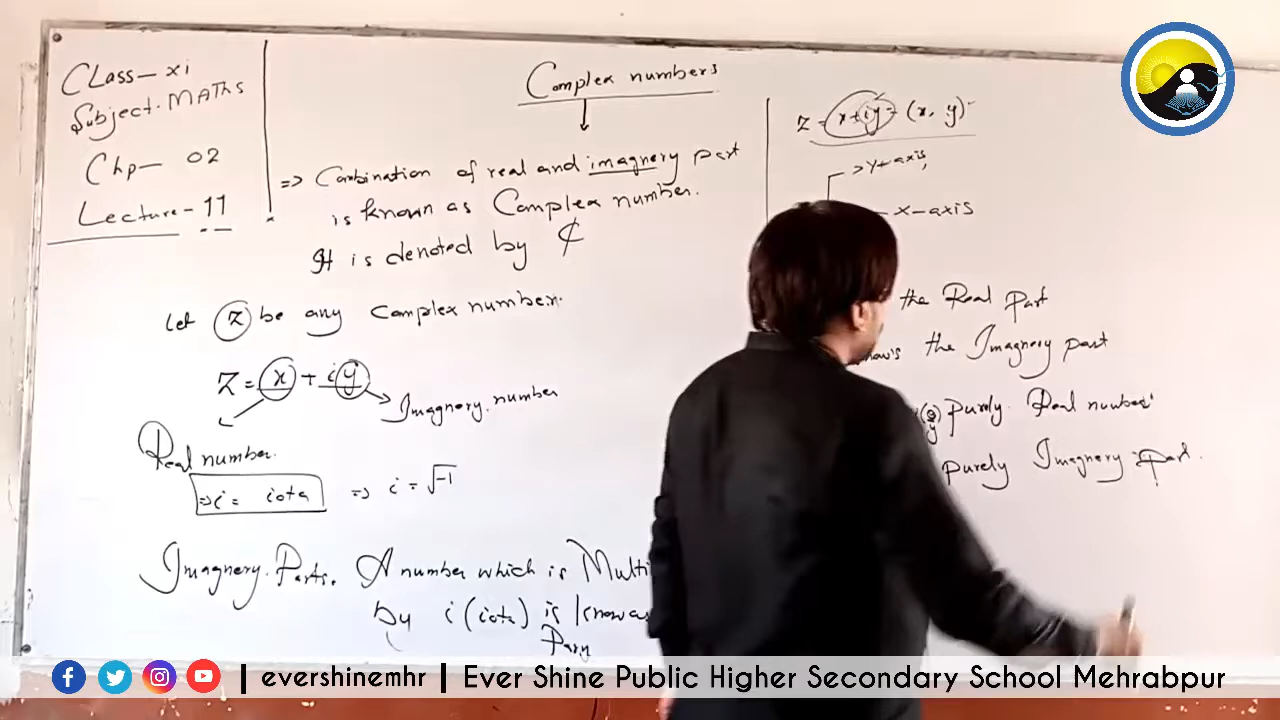 CLass - xi
Subject. MATHs
Chp - 02
Lecture - 11
Complex numbers
=> Combination of real and imagnery part
is known as Complex number.
It is denoted by ₵
Let z be any Complex number.
z = x + iy
Imagnery number
Real number.
=> i = iota => i = √-1
Imagnery. Parts. A number which is Multi
by i (iota) is know as
Party
z = x+iy = (x, y)
> y-axis,
x-axis
the Real Part
the Imagnery part
purely Real number
purely Imagnery part.
| evershinemhr | Ever Shine Public Higher Secondary School Mehrabpur